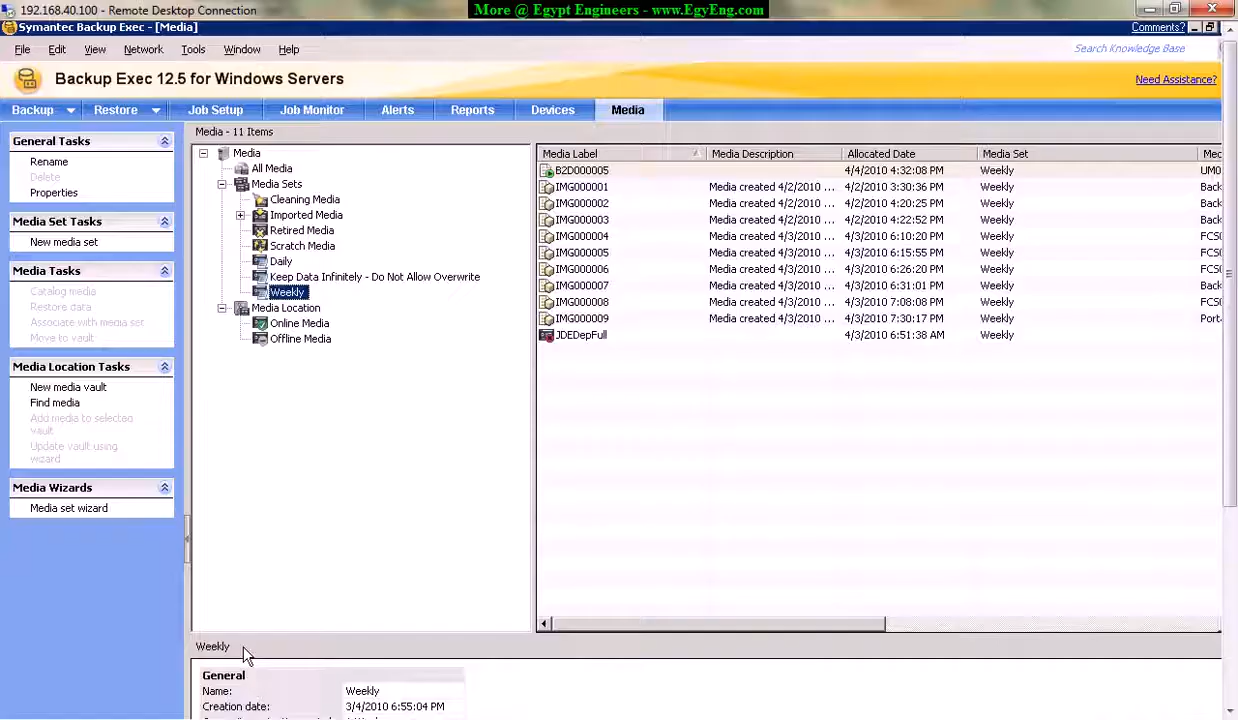 192.168.40.100 - Remote Desktop Connection
More @ Egypt Engineers - www.EgyEng.com
Symantec Backup Exec - [Media]
Comments?
File Edit View Network Tools Window Help
Search Knowledge Base
Backup Exec 12.5 for Windows Servers
Need Assistance?
Backup Restore Job Setup Job Monitor Alerts Reports Devices Media
General Tasks
Rename
Delete
Properties
Media Set Tasks
New media set
Media Tasks
Catalog media
Restore data
Associate with media set
Move to vault
Media Location Tasks
New media vault
Find media
Add media to selected
vault
Update vault using
wizard
Media Wizards
Media set wizard
Media - 11 Items
Media
All Media
Media Sets
Cleaning Media
Imported Media
Retired Media
Scratch Media
Daily
Keep Data Infinitely - Do Not Allow Overwrite
Weekly
Media Location
Online Media
Offline Media
Media Label Media Description Allocated Date Media Set Mec
B2D000005 4/4/2010 4:32:08 PM Weekly UM0
IMG000001 Media created 4/2/2010 ... 4/2/2010 3:30:36 PM Weekly Back
IMG000002 Media created 4/2/2010 ... 4/2/2010 4:20:25 PM Weekly Back
IMG000003 Media created 4/2/2010 ... 4/2/2010 4:22:52 PM Weekly Back
IMG000004 Media created 4/3/2010 ... 4/3/2010 6:10:20 PM Weekly FCS0
IMG000005 Media created 4/3/2010 ... 4/3/2010 6:15:55 PM Weekly FCS0
IMG000006 Media created 4/3/2010 ... 4/3/2010 6:26:20 PM Weekly FCS0
IMG000007 Media created 4/3/2010 ... 4/3/2010 6:31:01 PM Weekly Back
IMG000008 Media created 4/3/2010 ... 4/3/2010 7:08:08 PM Weekly FCS0
IMG000009 Media created 4/3/2010 ... 4/3/2010 7:30:17 PM Weekly Port
JDEDepFull 4/3/2010 6:51:38 AM Weekly
Weekly
General
Name: Weekly
Creation date: 3/4/2010 6:55:04 PM